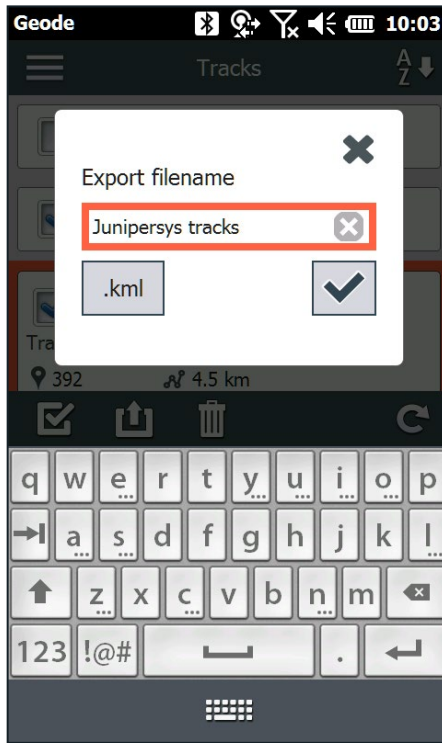 Geode 10:03
Tracks
A
Z
Export filename
Junipersys tracks
.kml
Tra
392 4.5 km
q w e r t y u i o p
a s d f g h j k l
z x c v b n m
123 !@# .